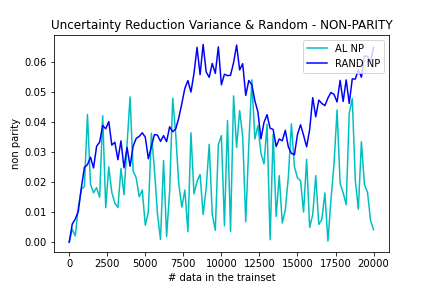 Uncertainty Reduction Variance & Random - NON-PARITY
AL NP
RAND NP
non parity
0.06
0.05
0.04
0.03
0.02
0.01
0.00
0 2500 5000 7500 10000 12500 15000 17500 20000
# data in the trainset